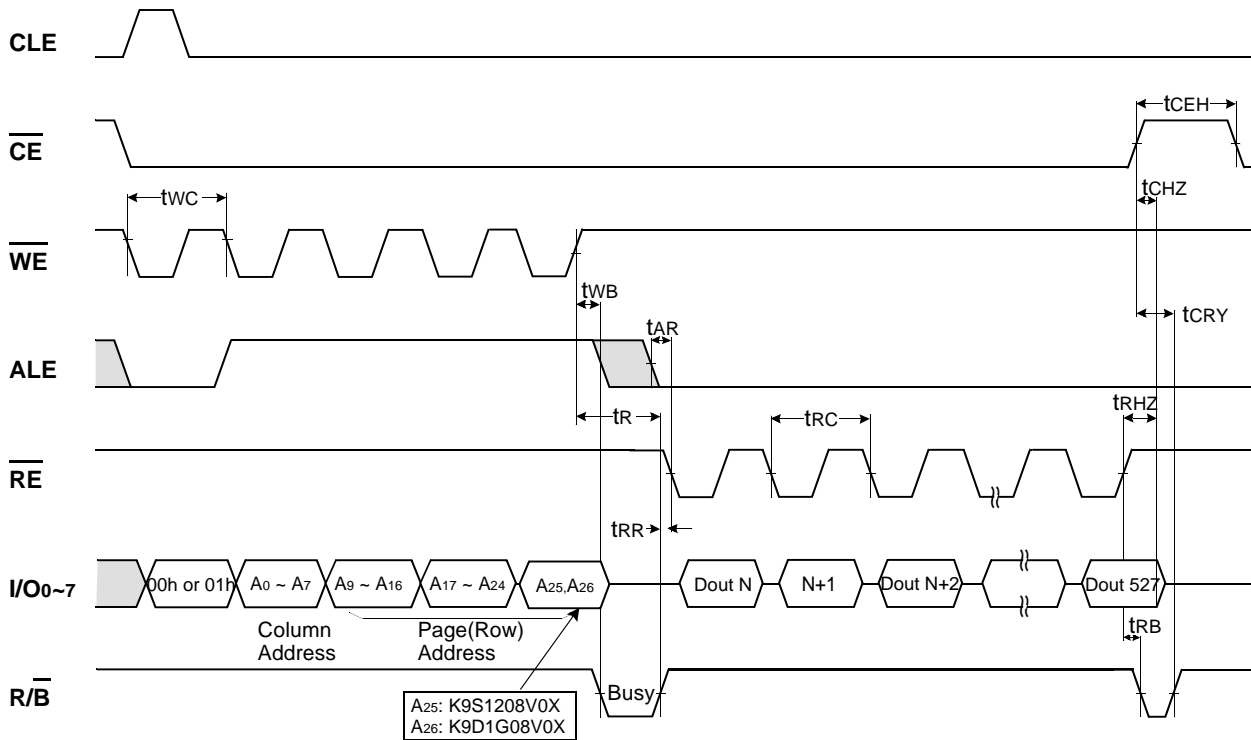 CLE
tCEH
CE
tCHZ
tWC
WE
tWB
tCRY
tAR
ALE
tR
tRC
tRHZ
RE
tRR
I/O0~7
00h or 01h
A0 ~ A7
A9 ~ A16
A17 ~ A24
A25,A26
Dout N
N+1
Dout N+2
Dout 527
Column
Address
Page(Row)
Address
tRB
R/B
Busy
A25: K9S1208V0X
A26: K9D1G08V0X